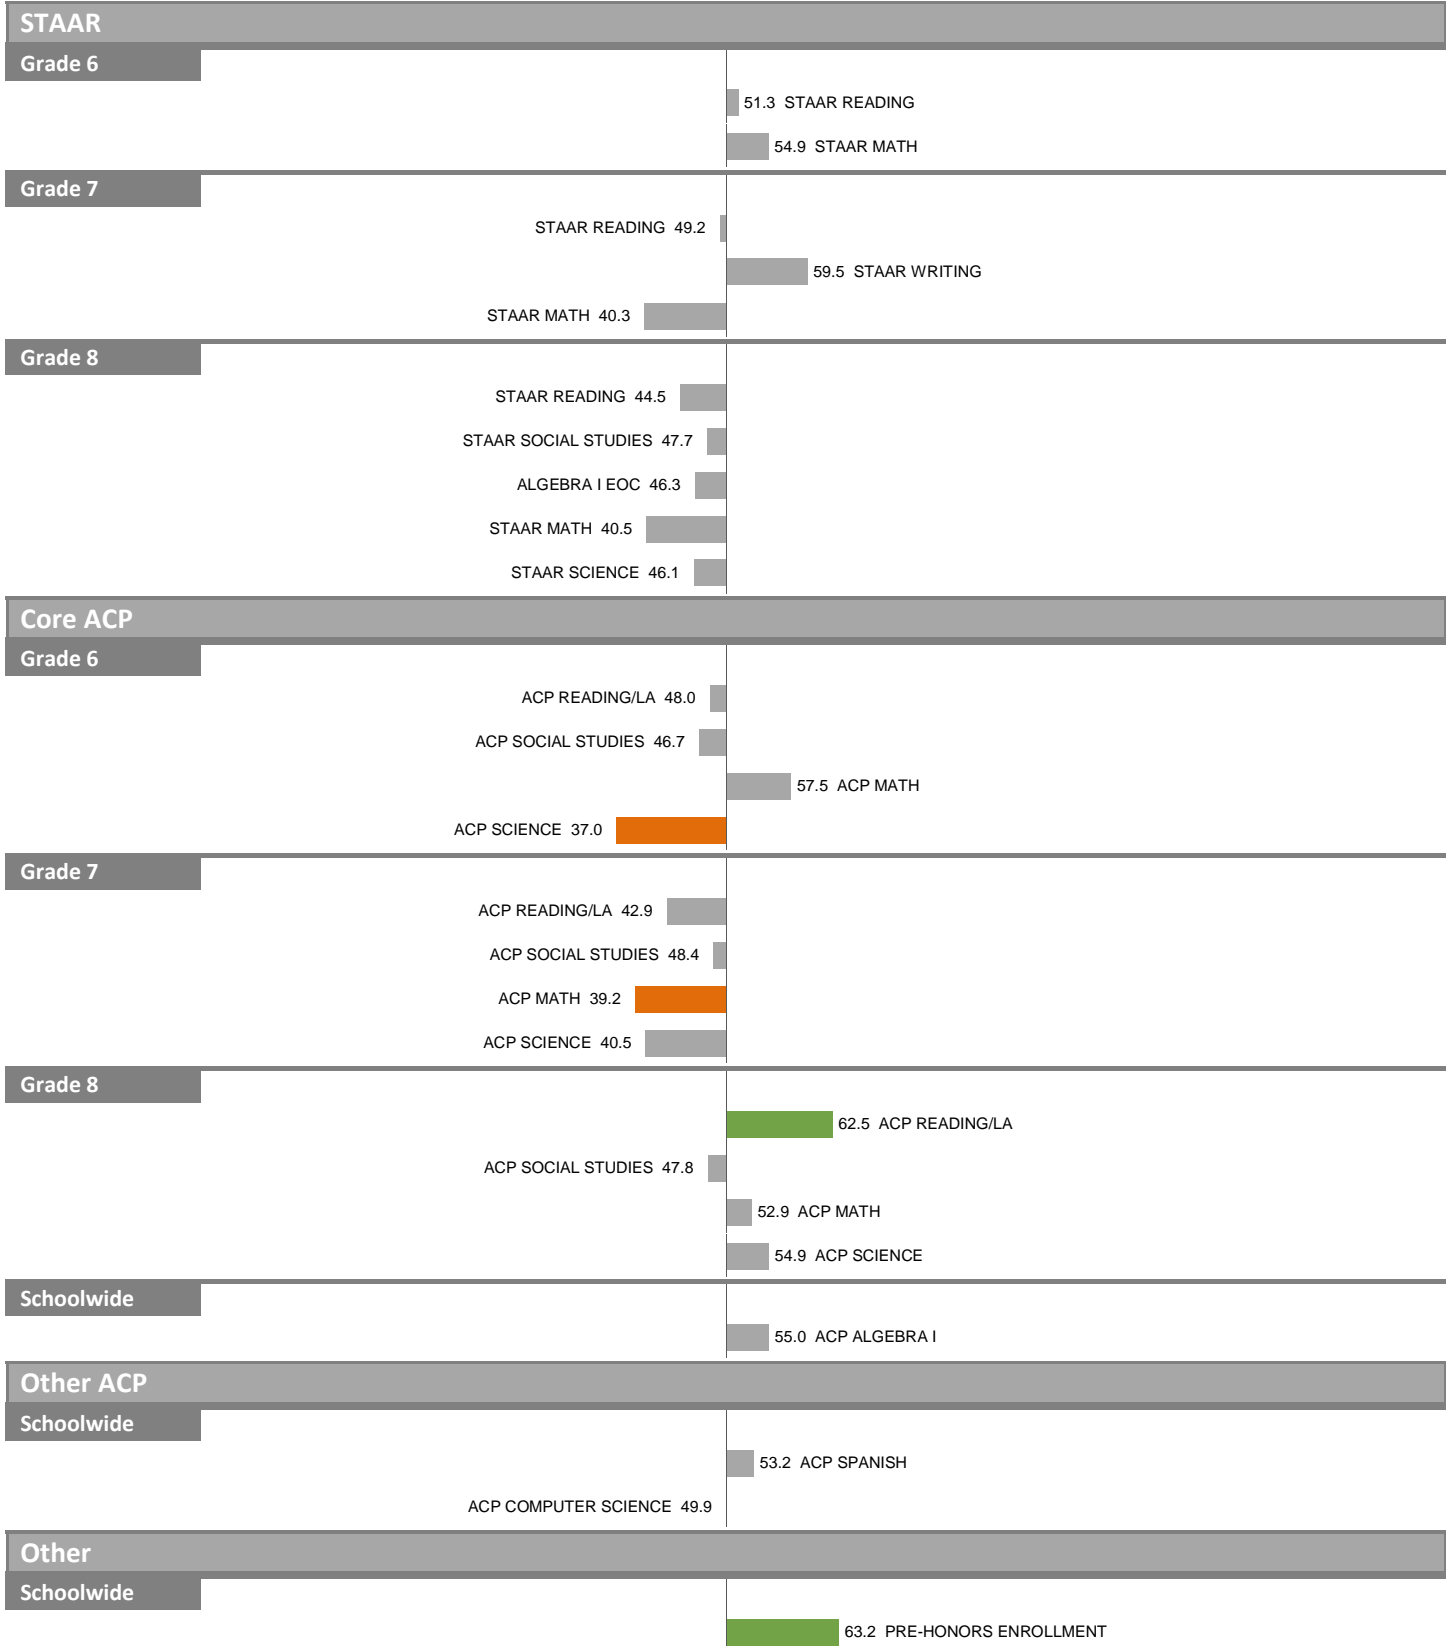 STAAR
Grade 6
51.3 STAAR READING
54.9 STAAR MATH
Grade 7
STAAR READING 49.2
59.5 STAAR WRITING
STAAR MATH 40.3
Grade 8
STAAR READING 44.5
STAAR SOCIAL STUDIES 47.7
ALGEBRA I EOC 46.3
STAAR MATH 40.5
STAAR SCIENCE 46.1
Core ACP
Grade 6
ACP READING/LA 48.0
ACP SOCIAL STUDIES 46.7
57.5 ACP MATH
ACP SCIENCE 37.0
Grade 7
ACP READING/LA 42.9
ACP SOCIAL STUDIES 48.4
ACP MATH 39.2
ACP SCIENCE 40.5
Grade 8
62.5 ACP READING/LA
ACP SOCIAL STUDIES 47.8
52.9 ACP MATH
54.9 ACP SCIENCE
Schoolwide
55.0 ACP ALGEBRA I
Other ACP
Schoolwide
53.2 ACP SPANISH
ACP COMPUTER SCIENCE 49.9
Other
Schoolwide
63.2 PRE-HONORS ENROLLMENT